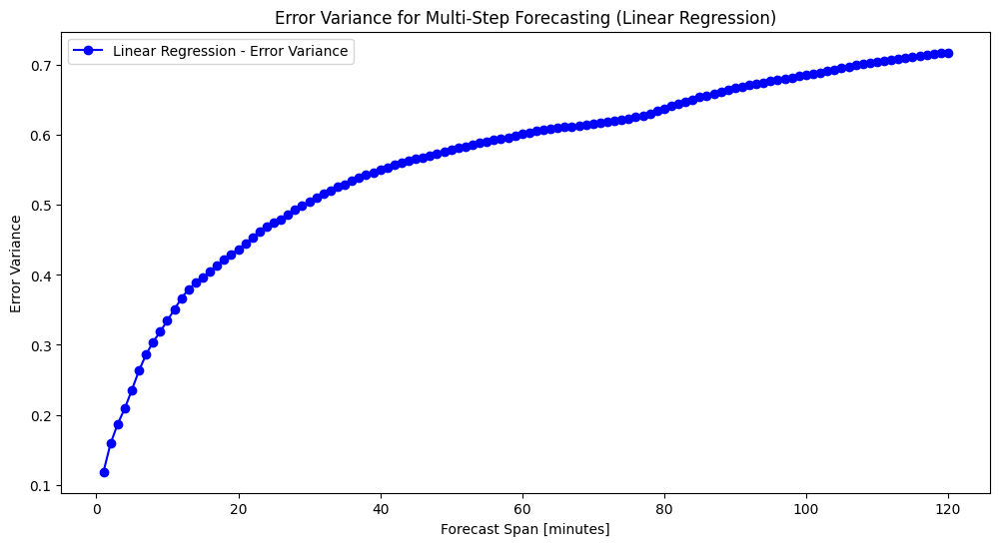 Error Variance for Multi-Step Forecasting (Linear Regression)
Linear Regression - Error Variance
Error Variance
0.7
0.6
0.5
0.4
0.3
0.2
0.1
0 20 40 60 80 100 120
Forecast Span [minutes]